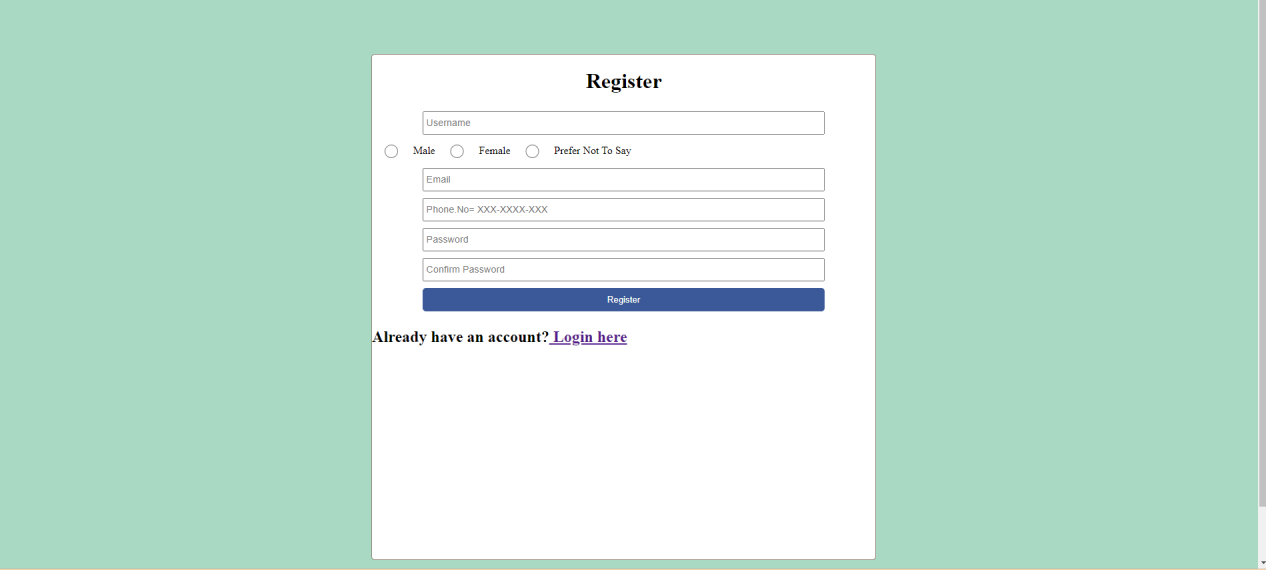 Register
Username
Male Female Prefer Not To Say
Email
Phone.No= XXX-XXXX-XXX
Password
Confirm Password
Register
Already have an account? Login here